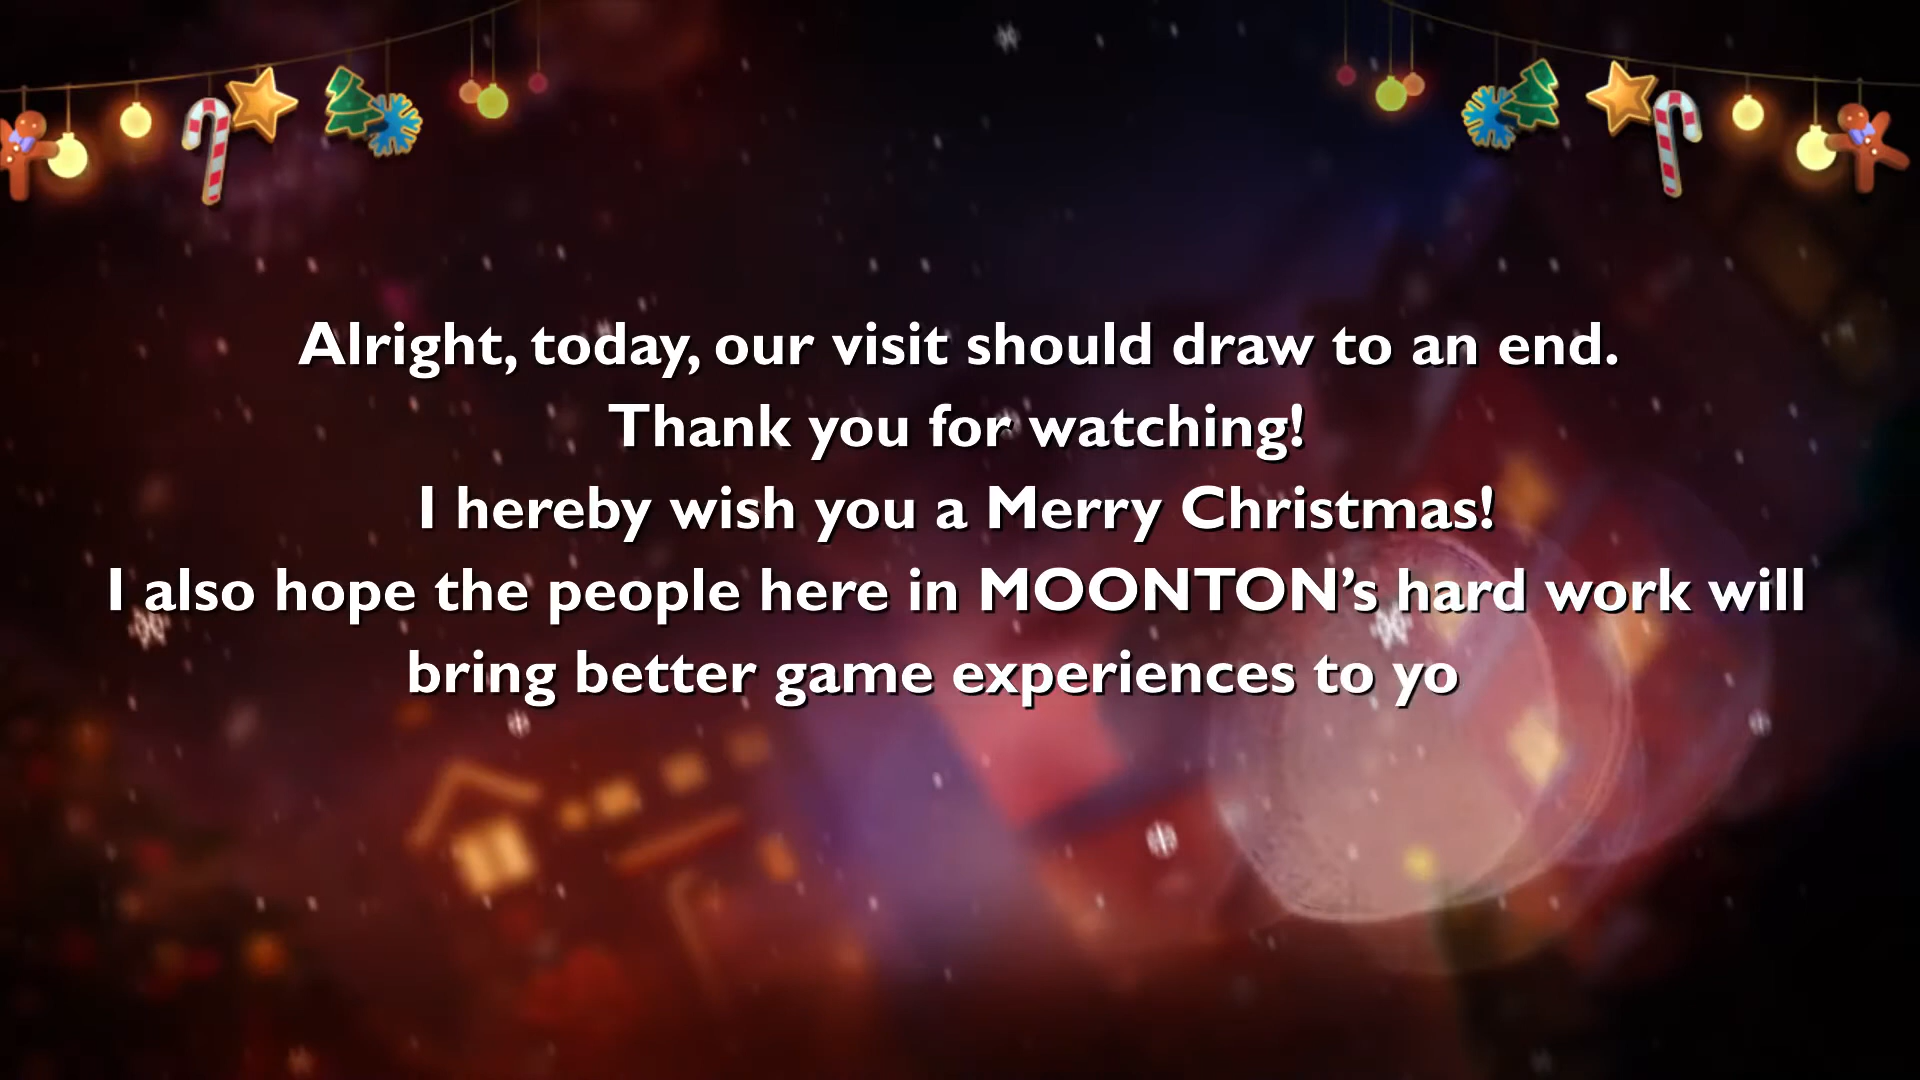 Alright, today, our visit should draw to an end.
Thank you for watching!
I hereby wish you a Merry Christmas!
I also hope the people here in MOONTON’s hard work will
bring better game experiences to yo